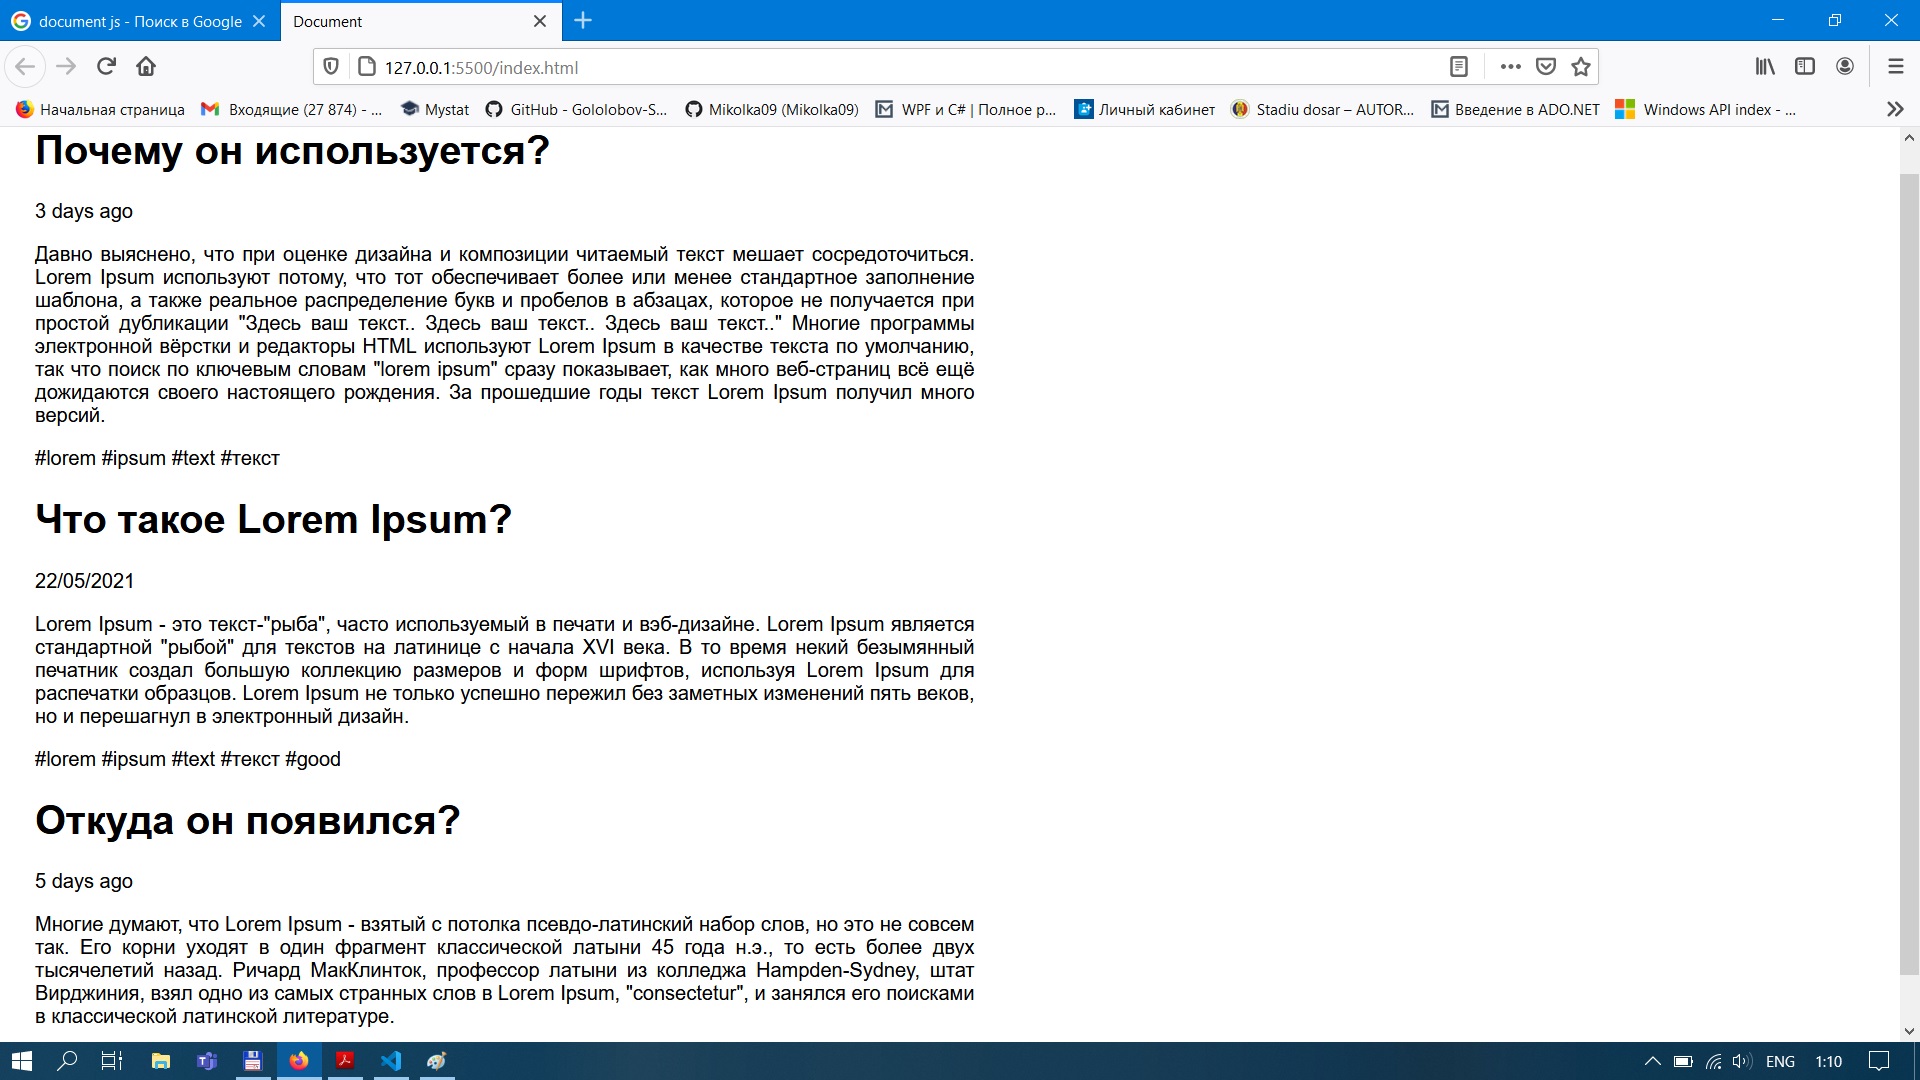 document js - Поиск в Google
Document
127.0.0.1:5500/index.html
Начальная страница
Входящие (27 874) - ...
Mystat
GitHub - Gololobov-S...
Mikolka09 (Mikolka09)
WPF и C# | Полное р...
Личный кабинет
Stadiu dosar – AUTOR...
Введение в ADO.NET
Windows API index - ...
Почему он используется?
3 days ago
Давно выяснено, что при оценке дизайна и композиции читаемый текст мешает сосредоточиться.
Lorem Ipsum используют потому, что тот обеспечивает более или менее стандартное заполнение
шаблона, а также реальное распределение букв и пробелов в абзацах, которое не получается при
простой дубликации "Здесь ваш текст.. Здесь ваш текст.. Здесь ваш текст.." Многие программы
электронной вёрстки и редакторы HTML используют Lorem Ipsum в качестве текста по умолчанию,
так что поиск по ключевым словам "lorem ipsum" сразу показывает, как много веб-страниц всё ещё
дожидаются своего настоящего рождения. За прошедшие годы текст Lorem Ipsum получил много
версий.
#lorem #ipsum #text #текст
Что такое Lorem Ipsum?
22/05/2021
Lorem Ipsum - это текст-"рыба", часто используемый в печати и вэб-дизайне. Lorem Ipsum является
стандартной "рыбой" для текстов на латинице с начала XVI века. В то время некий безымянный
печатник создал большую коллекцию размеров и форм шрифтов, используя Lorem Ipsum для
распечатки образцов. Lorem Ipsum не только успешно пережил без заметных изменений пять веков,
но и перешагнул в электронный дизайн.
#lorem #ipsum #text #текст #good
Откуда он появился?
5 days ago
Многие думают, что Lorem Ipsum - взятый с потолка псевдо-латинский набор слов, но это не совсем
так. Его корни уходят в один фрагмент классической латыни 45 года н.э., то есть более двух
тысячелетий назад. Ричард МакКлинток, профессор латыни из колледжа Hampden-Sydney, штат
Вирджиния, взял одно из самых странных слов в Lorem Ipsum, "consectetur", и занялся его поисками
в классической латинской литературе.
ENG
1:10